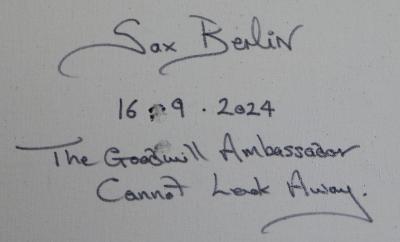 Sax Berlin
16.9.2024
The Goodwill Ambassador
Cannot Look Away.